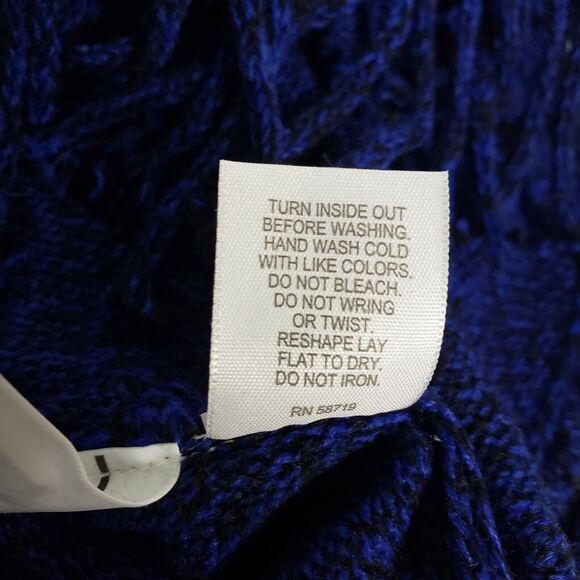 TURN INSIDE OUT
BEFORE WASHING.
HAND WASH COLD
WITH LIKE COLORS.
DO NOT BLEACH.
DO NOT WRING
OR TWIST.
RESHAPE LAY
FLAT TO DRY.
DO NOT IRON.
RN 58719